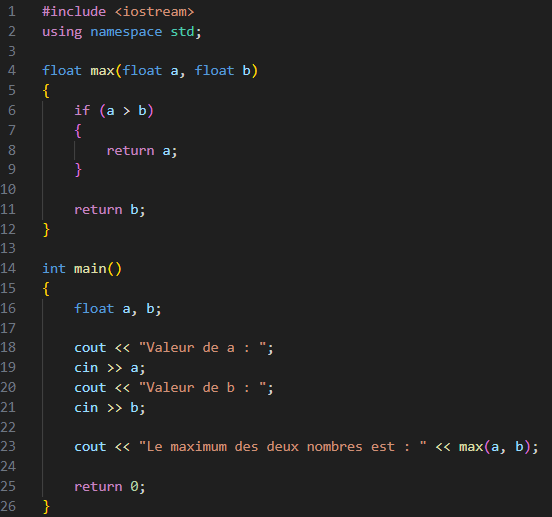 1 #include <iostream>
2 using namespace std;
3
4 float max(float a, float b)
5 {
6     if (a > b)
7     {
8         return a;
9     }
10
11     return b;
12 }
13
14 int main()
15 {
16     float a, b;
17
18     cout << "Valeur de a : ";
19     cin >> a;
20     cout << "Valeur de b : ";
21     cin >> b;
22
23     cout << "Le maximum des deux nombres est : " << max(a, b);
24
25     return 0;
26 }